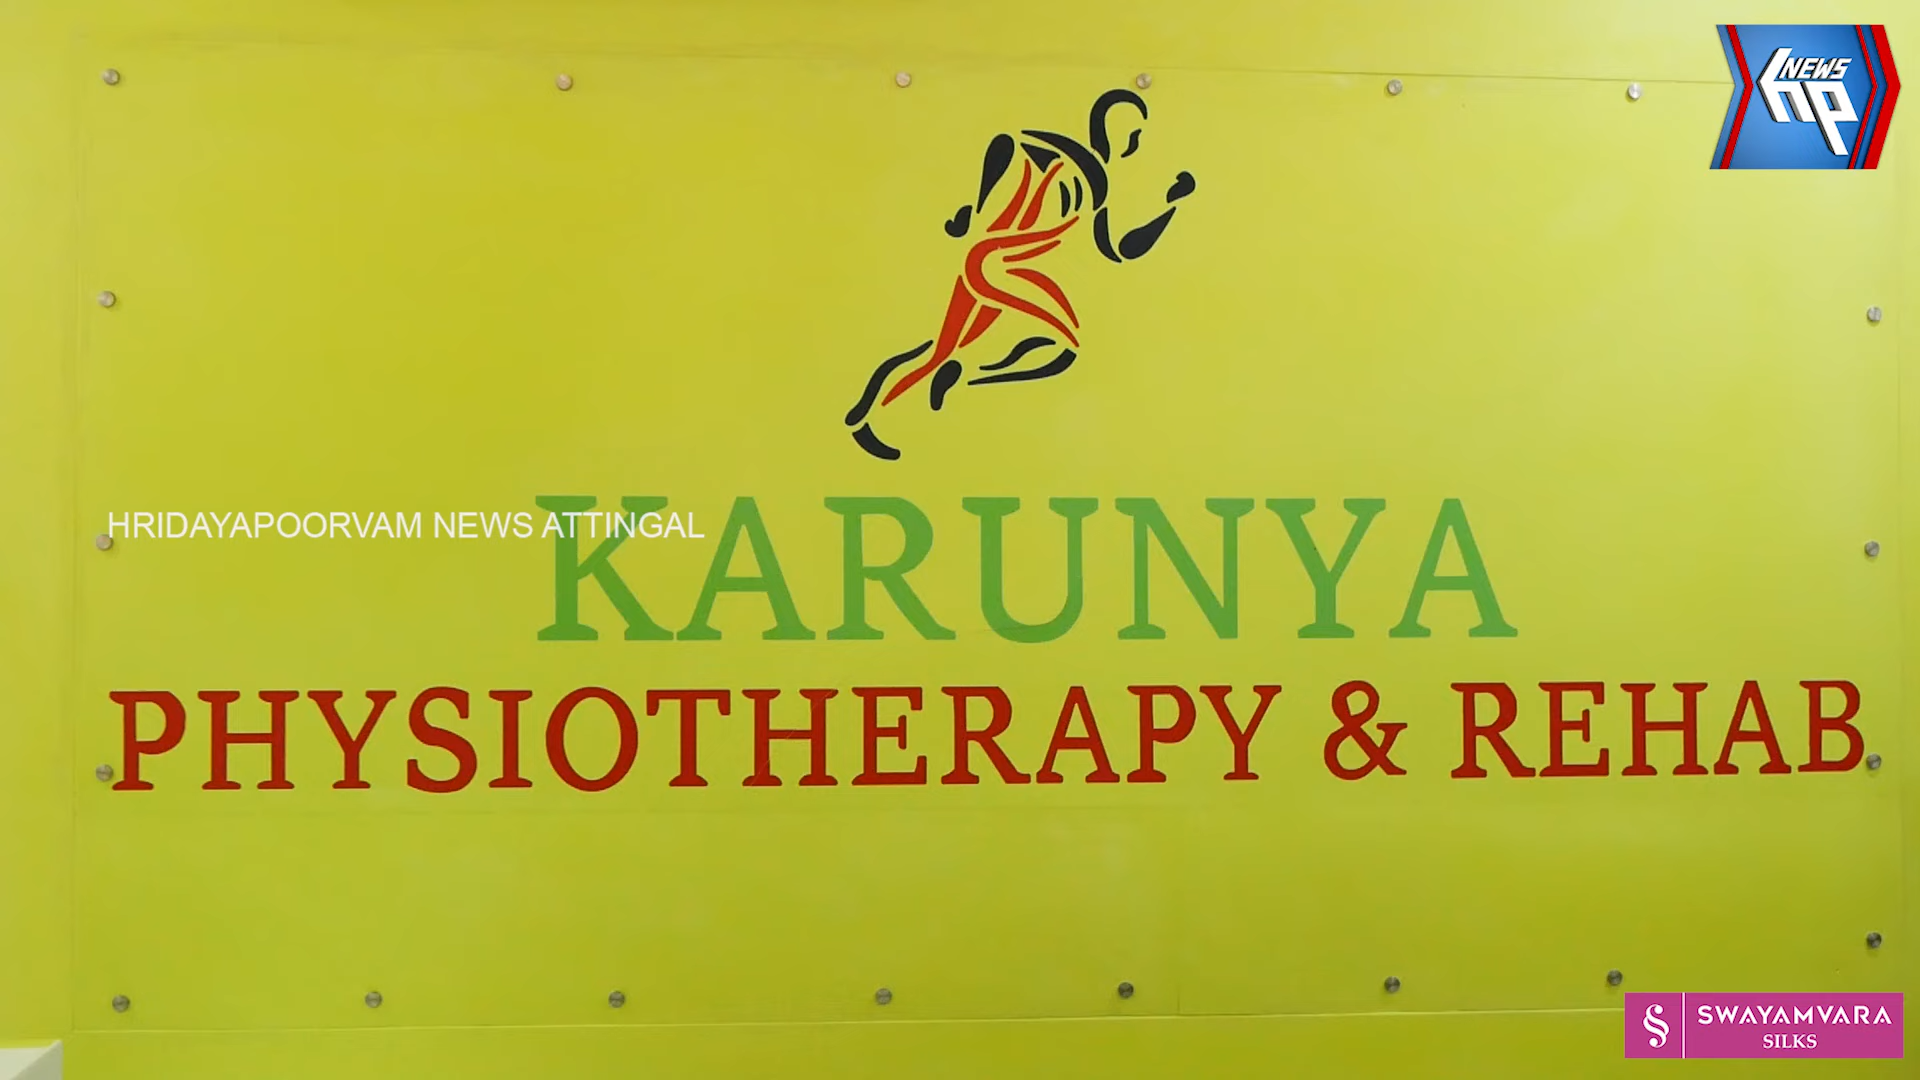 NEWS
hp
HRIDAYAPOORVAM NEWS ATTINGAL
KARUNYA
PHYSIOTHERAPY & REHAB
SWAYAMVARA
SILKS